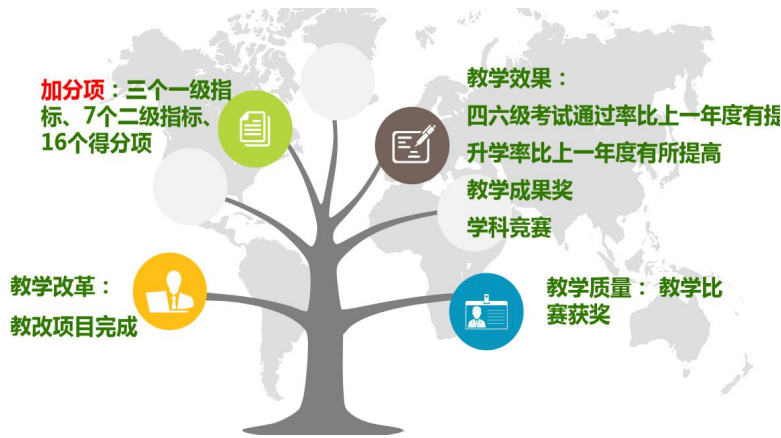 加分项：三个一级指
标、7个二级指标、
16个得分项
教学效果：
四六级考试通过率比上一年度有提
升学率比上一年度有所提高
教学成果奖
学科竞赛
教学改革：
教改项目完成
教学质量： 教学比
赛获奖